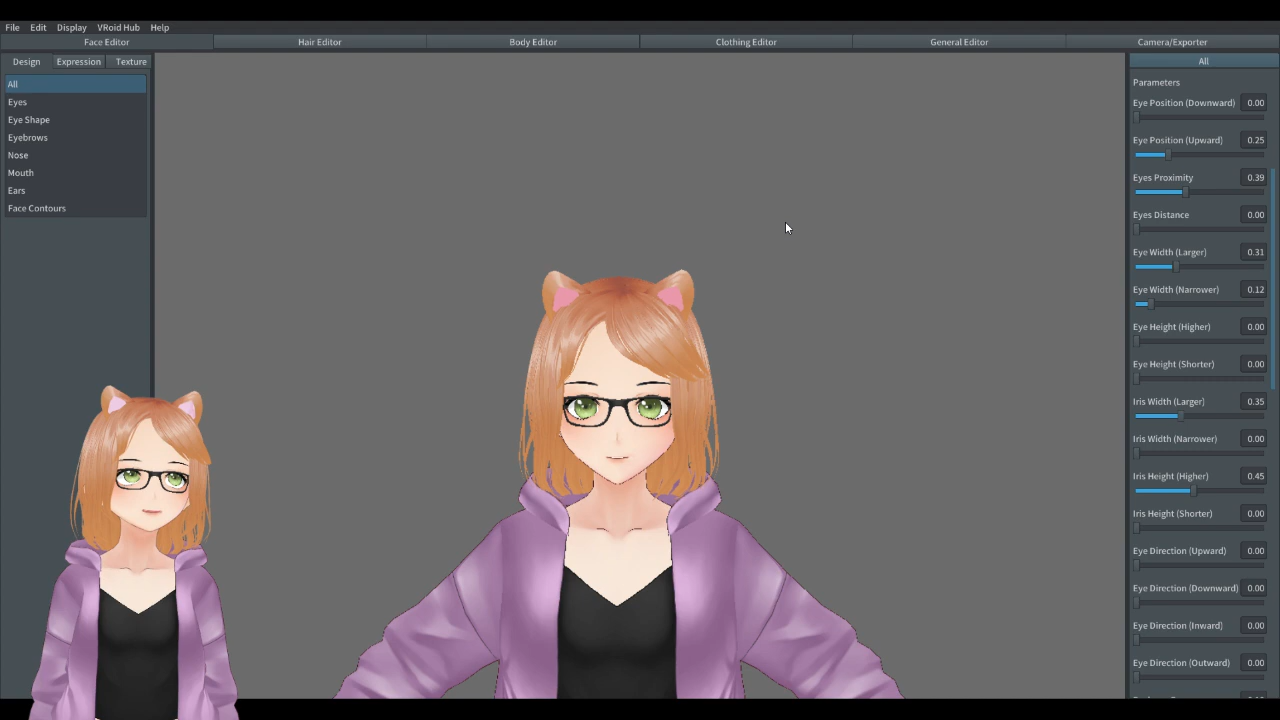 File Edit Display VRoid Hub Help
Face Editor Hair Editor Body Editor Clothing Editor General Editor Camera/Exporter
Design Expression Texture
All
Eyes
Eye Shape
Eyebrows
Nose
Mouth
Ears
Face Contours
All
Parameters
Eye Position (Downward) 0.00
Eye Position (Upward) 0.25
Eyes Proximity 0.39
Eyes Distance 0.00
Eye Width (Larger) 0.31
Eye Width (Narrower) 0.12
Eye Height (Higher) 0.00
Eye Height (Shorter) 0.00
Iris Width (Larger) 0.35
Iris Width (Narrower) 0.00
Iris Height (Higher) 0.45
Iris Height (Shorter) 0.00
Eye Direction (Upward) 0.00
Eye Direction (Downward) 0.00
Eye Direction (Inward) 0.00
Eye Direction (Outward) 0.00